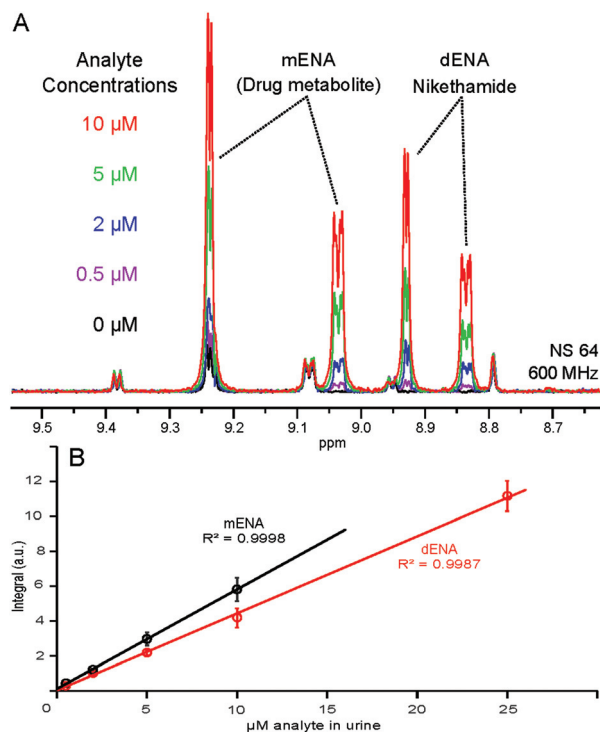 A
Analyte
Concentrations
10 µM
5 µM
2 µM
0.5 µM
0 µM
mENA
(Drug metabolite)
dENA
Nikethamide
NS 64
600 MHz
9.5 9.4 9.3 9.2 9.1 9.0 8.9 8.8 8.7
ppm
B
Integral (a.u.)
12
10
8
6
4
2
mENA
R² = 0.9998
dENA
R² = 0.9987
0 5 10 15 20 25
µM analyte in urine